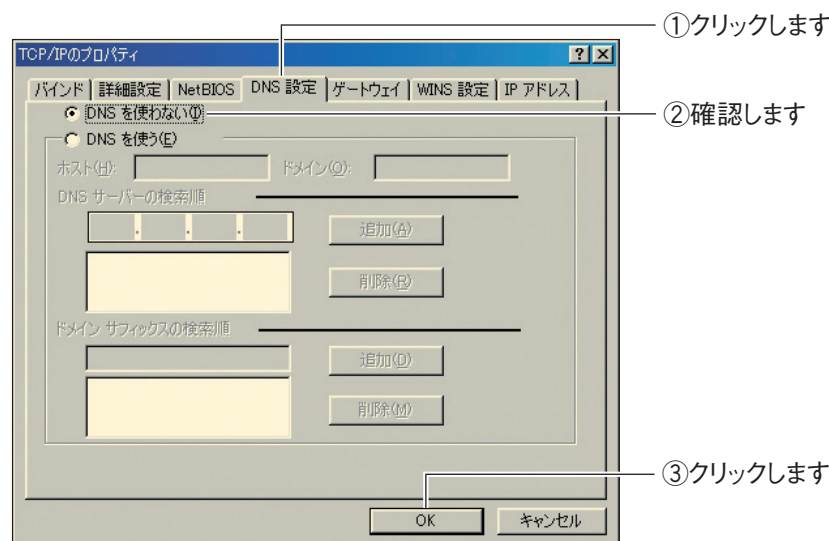 ①クリックします
TCP/IPのプロパティ
バインド 詳細設定 NetBIOS DNS 設定 ゲートウェイ WINS 設定 IP アドレス
DNS を使わない(I)
②確認します
DNS を使う(E)
ホスト(H): ドメイン(O):
DNS サーバーの検索順
追加(A)
削除(R)
ドメイン サフィックスの検索順
追加(D)
削除(M)
③クリックします
OK キャンセル